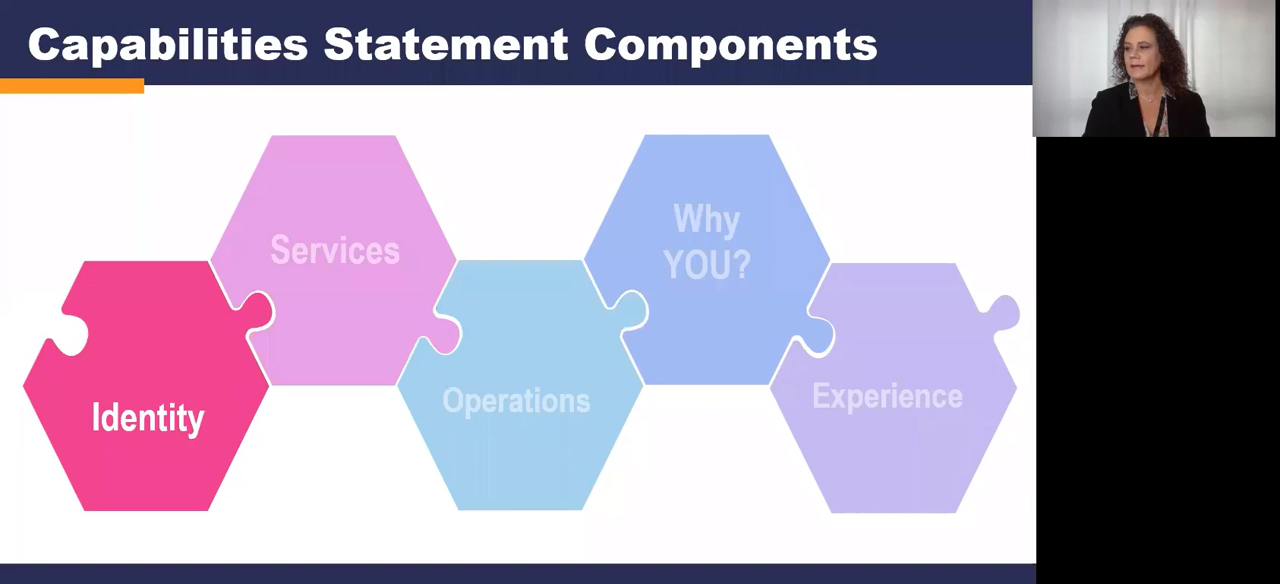 Capabilities Statement Components
Identity
Services
Operations
Why
YOU?
Experience